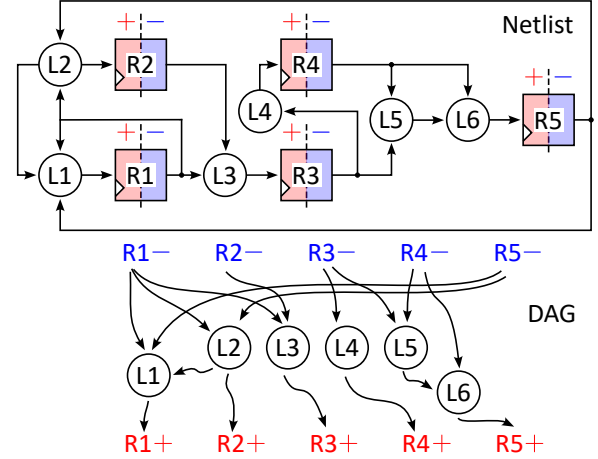 Netlist
+ − + −
L2 R2 R4
L4 + −
L5 L6 R5
+ − + −
L1 R1 L3 R3
R1− R2− R3− R4− R5−
DAG
L2 L3 L4 L5
L1 L6
R1+ R2+ R3+ R4+ R5+